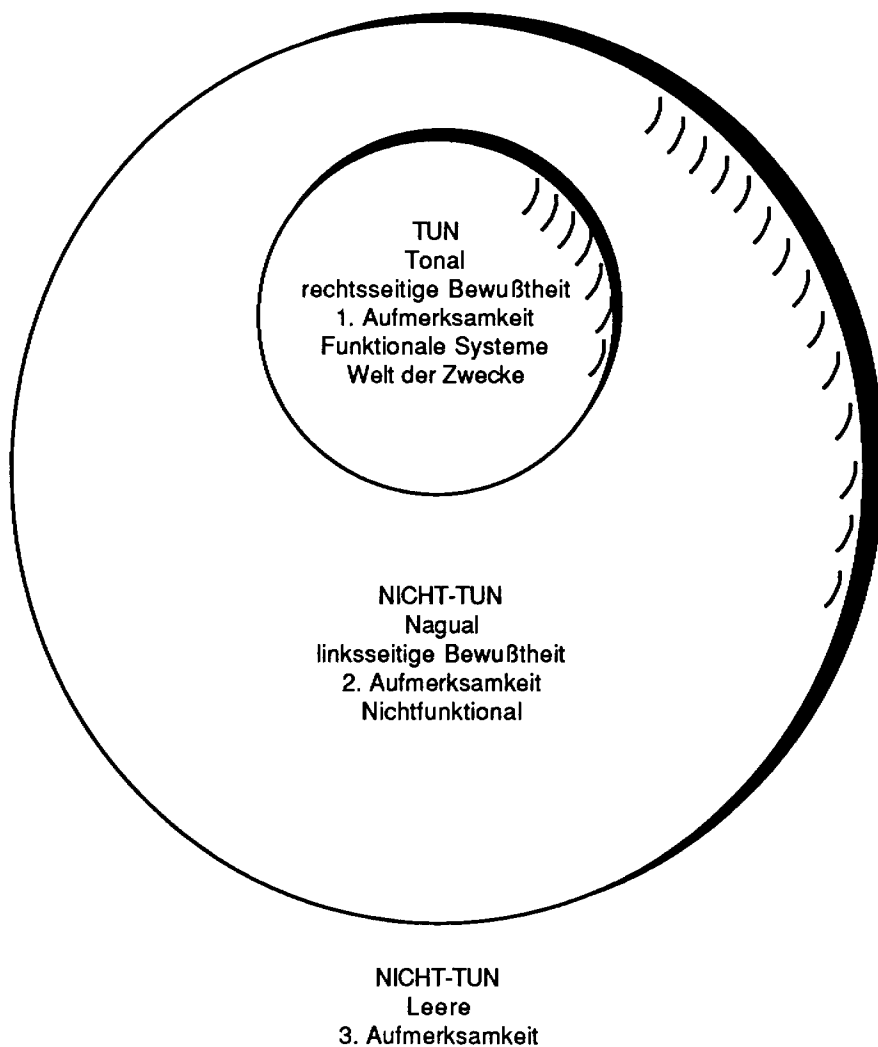 TUN
Tonal
rechtsseitige Bewußtheit
1. Aufmerksamkeit
Funktionale Systeme
Welt der Zwecke
NICHT-TUN
Nagual
linksseitige Bewußtheit
2. Aufmerksamkeit
Nichtfunktional
NICHT-TUN
Leere
3. Aufmerksamkeit